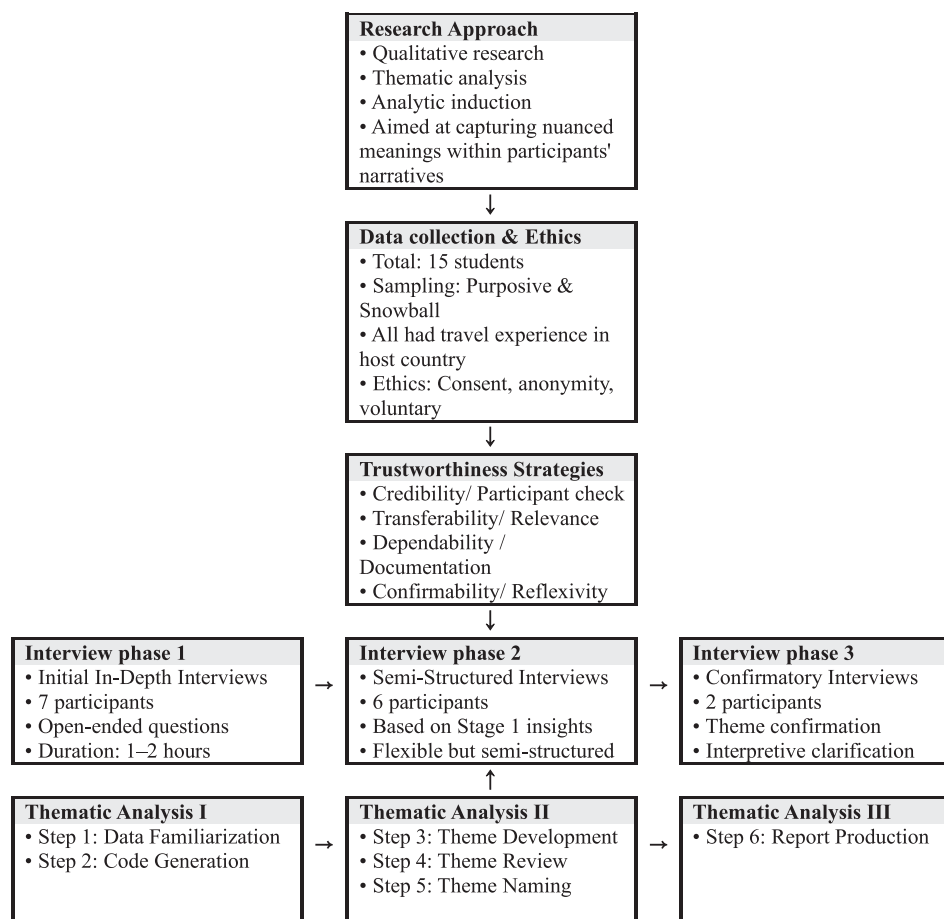 Research Approach
• Qualitative research
• Thematic analysis
• Analytic induction
• Aimed at capturing nuanced
meanings within participants'
narratives
↓
Data collection & Ethics
• Total: 15 students
• Sampling: Purposive &
Snowball
• All had travel experience in
host country
• Ethics: Consent, anonymity,
voluntary
↓
Trustworthiness Strategies
• Credibility/ Participant check
• Transferability/ Relevance
• Dependability /
Documentation
• Confirmability/ Reflexivity
↓
Interview phase 1
• Initial In-Depth Interviews
• 7 participants
• Open-ended questions
• Duration: 1–2 hours
→
Interview phase 2
• Semi-Structured Interviews
• 6 participants
• Based on Stage 1 insights
• Flexible but semi-structured
→
Interview phase 3
• Confirmatory Interviews
• 2 participants
• Theme confirmation
• Interpretive clarification
↑
Thematic Analysis I
• Step 1: Data Familiarization
• Step 2: Code Generation
→
Thematic Analysis II
• Step 3: Theme Development
• Step 4: Theme Review
• Step 5: Theme Naming
→
Thematic Analysis III
• Step 6: Report Production